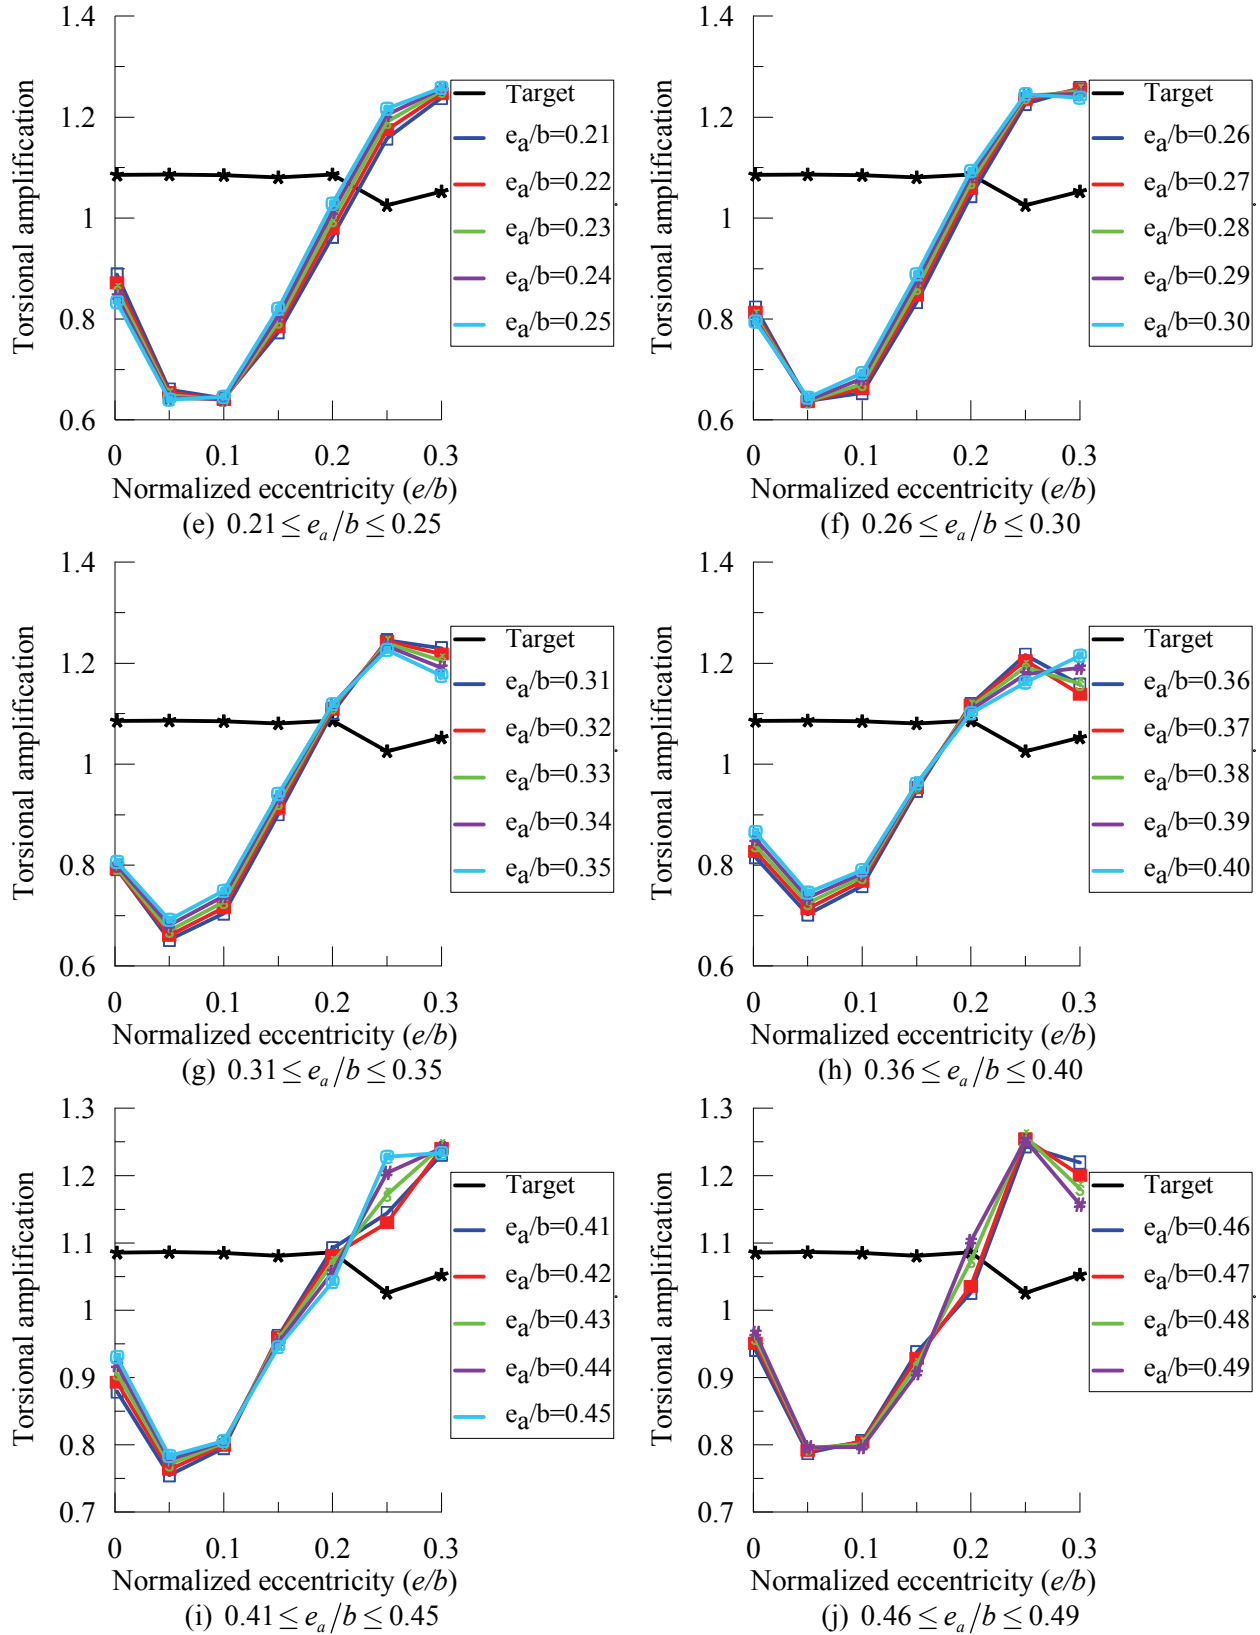 1.4
1.2
1
0.8
0.6
Torsional amplification
0 0.1 0.2 0.3
Normalized eccentricity (e/b)
Target
ea/b=0.21
ea/b=0.22
ea/b=0.23
ea/b=0.24
ea/b=0.25
(e) 0.21 ≤ ea/b ≤ 0.25
1.4
1.2
1
0.8
0.6
Torsional amplification
0 0.1 0.2 0.3
Normalized eccentricity (e/b)
Target
ea/b=0.26
ea/b=0.27
ea/b=0.28
ea/b=0.29
ea/b=0.30
(f) 0.26 ≤ ea/b ≤ 0.30
1.4
1.2
1
0.8
0.6
Torsional amplification
0 0.1 0.2 0.3
Normalized eccentricity (e/b)
Target
ea/b=0.31
ea/b=0.32
ea/b=0.33
ea/b=0.34
ea/b=0.35
(g) 0.31 ≤ ea/b ≤ 0.35
1.4
1.2
1
0.8
0.6
Torsional amplification
0 0.1 0.2 0.3
Normalized eccentricity (e/b)
Target
ea/b=0.36
ea/b=0.37
ea/b=0.38
ea/b=0.39
ea/b=0.40
(h) 0.36 ≤ ea/b ≤ 0.40
1.3
1.2
1.1
1
0.9
0.8
0.7
Torsional amplification
0 0.1 0.2 0.3
Normalized eccentricity (e/b)
Target
ea/b=0.41
ea/b=0.42
ea/b=0.43
ea/b=0.44
ea/b=0.45
(i) 0.41 ≤ ea/b ≤ 0.45
1.3
1.2
1.1
1
0.9
0.8
0.7
Torsional amplification
0 0.1 0.2 0.3
Normalized eccentricity (e/b)
Target
ea/b=0.46
ea/b=0.47
ea/b=0.48
ea/b=0.49
(j) 0.46 ≤ ea/b ≤ 0.49